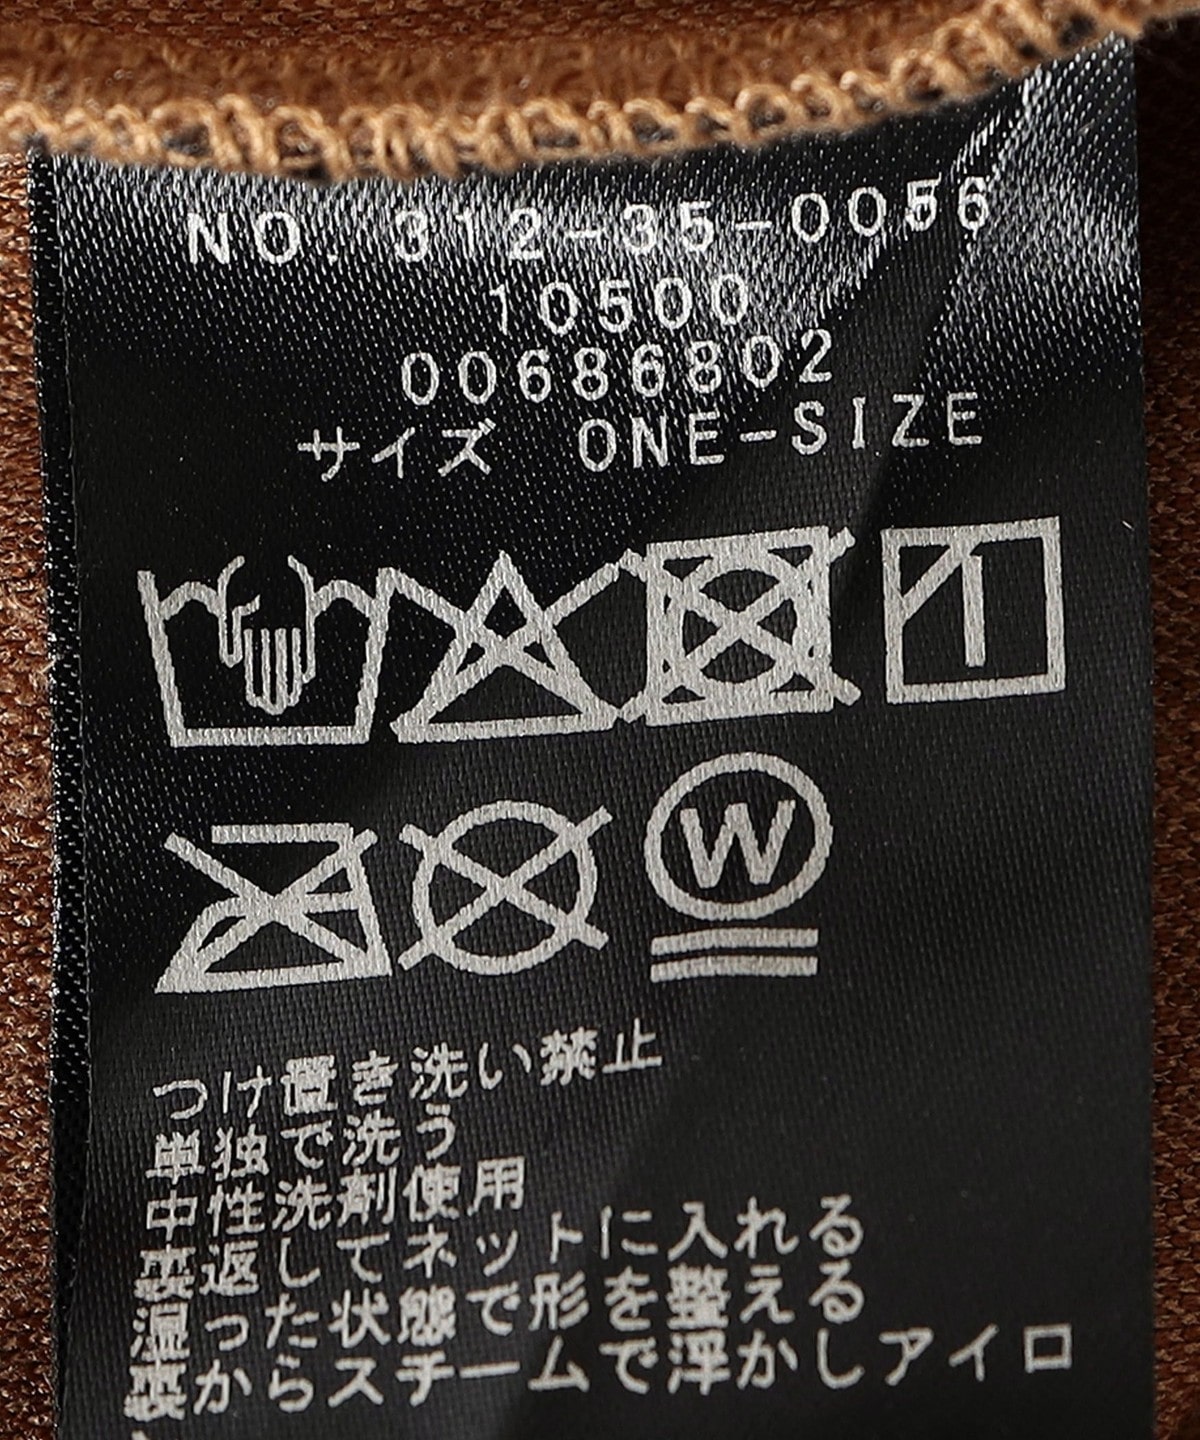 NO. 312-35-0056
10500
00686802
サイズ ONE-SIZE
W
つけ置き洗い禁止
単独で洗う
中性洗剤使用
裏返してネットに入れる
湿った状態で形を整える
裏からスチームで浮かしアイロ